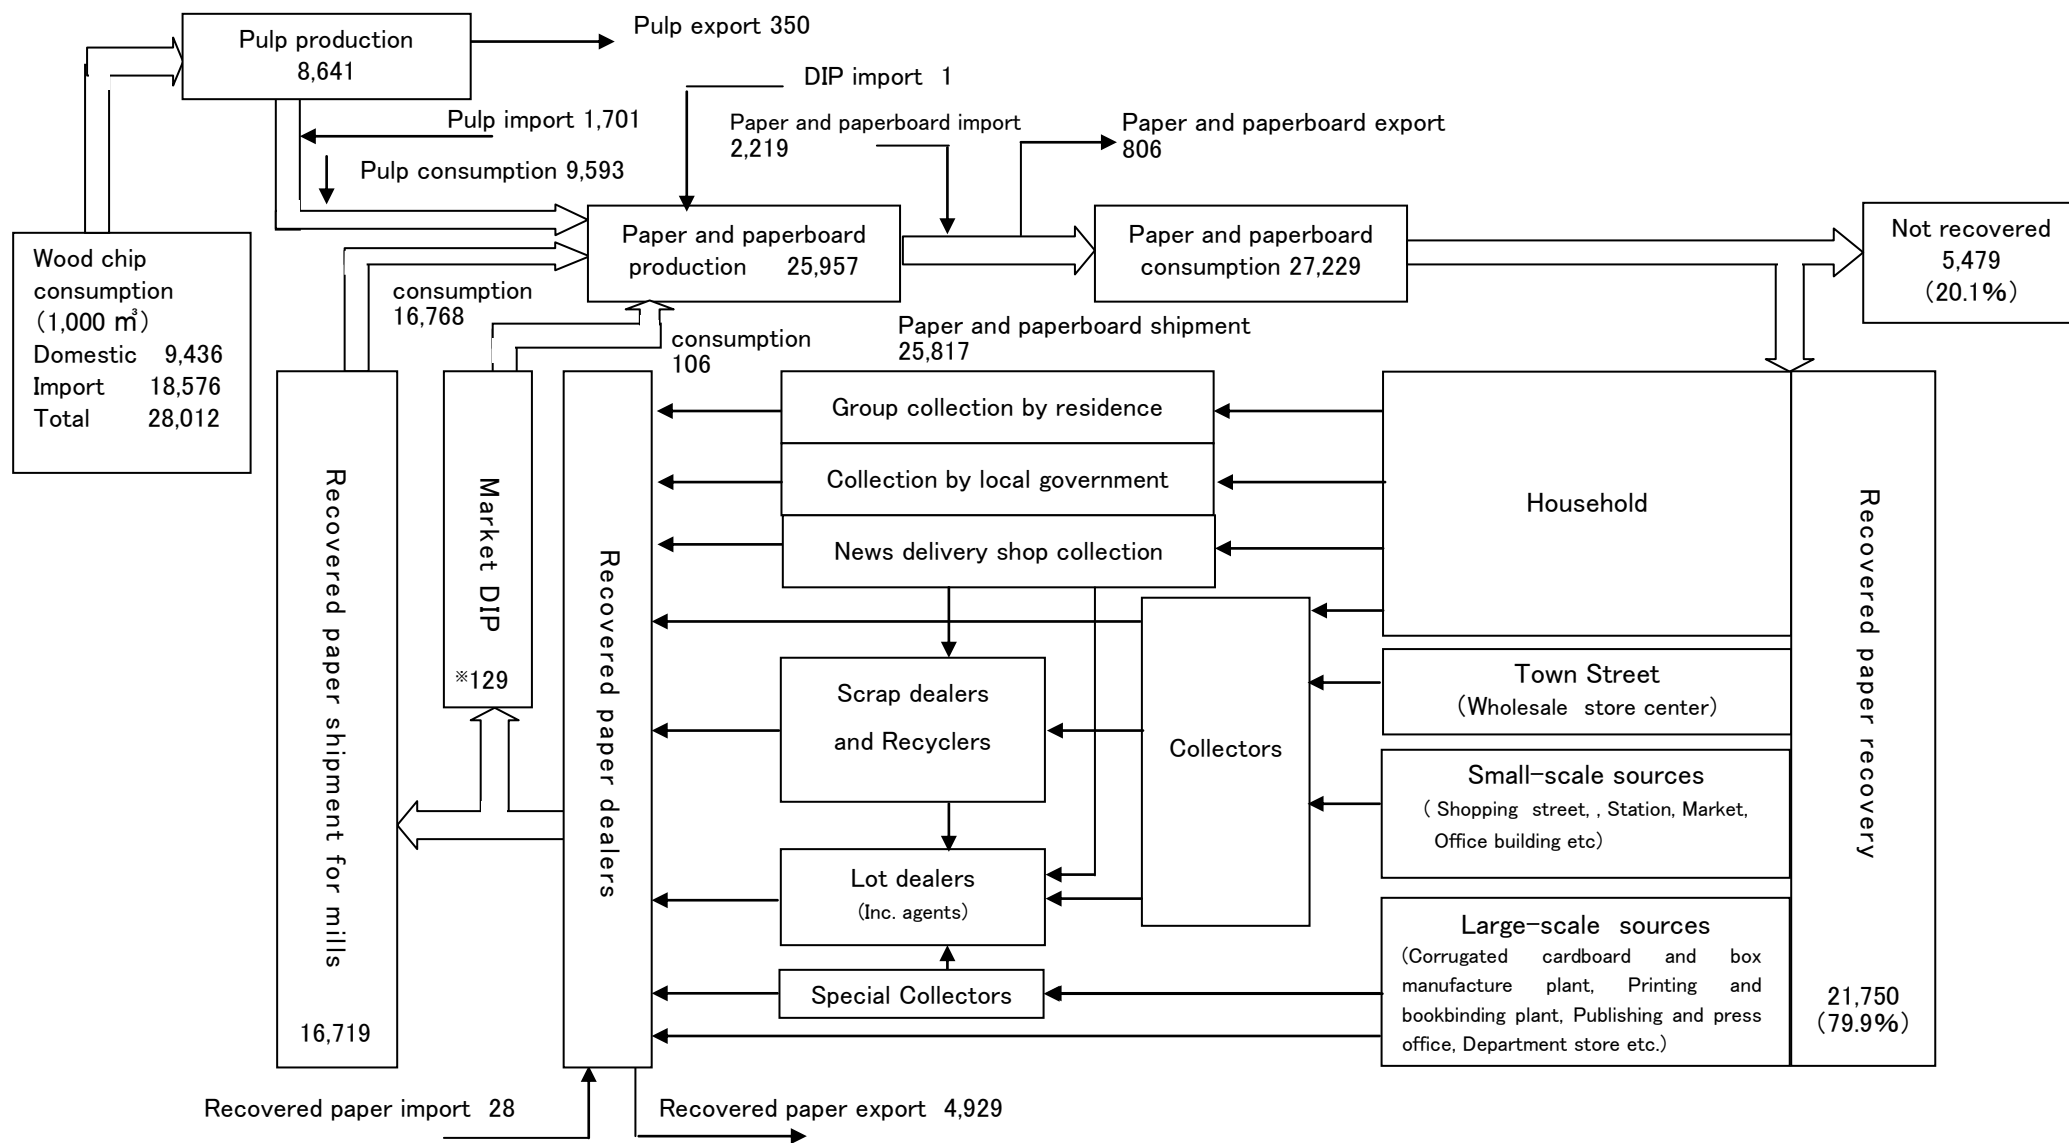 Pulp production
8,641
Pulp export 350
DIP import 1
Pulp import 1,701
Paper and paperboard import
2,219
Paper and paperboard export
806
Pulp consumption 9,593
Paper and paperboard
production 25,957
Paper and paperboard
consumption 27,229
Not recovered
5,479
(20.1%)
Wood chip
consumption
(1,000 ㎥)
Domestic 9,436
Import 18,576
Total 28,012
consumption
16,768
consumption
106
Paper and paperboard shipment
25,817
Recovered paper shipment for mills
16,719
Market DIP
※129
Recovered paper dealers
Group collection by residence
Collection by local government
News delivery shop collection
Scrap dealers
and Recyclers
Lot dealers
(Inc. agents)
Special Collectors
Collectors
Household
Town Street
(Wholesale store center)
Small-scale sources
( Shopping street, , Station, Market,
Office building etc)
Large-scale sources
(Corrugated cardboard and box
manufacture plant, Printing and
bookbinding plant, Publishing and press
office, Department store etc.)
Recovered paper recovery
21,750
(79.9%)
Recovered paper import 28
Recovered paper export 4,929